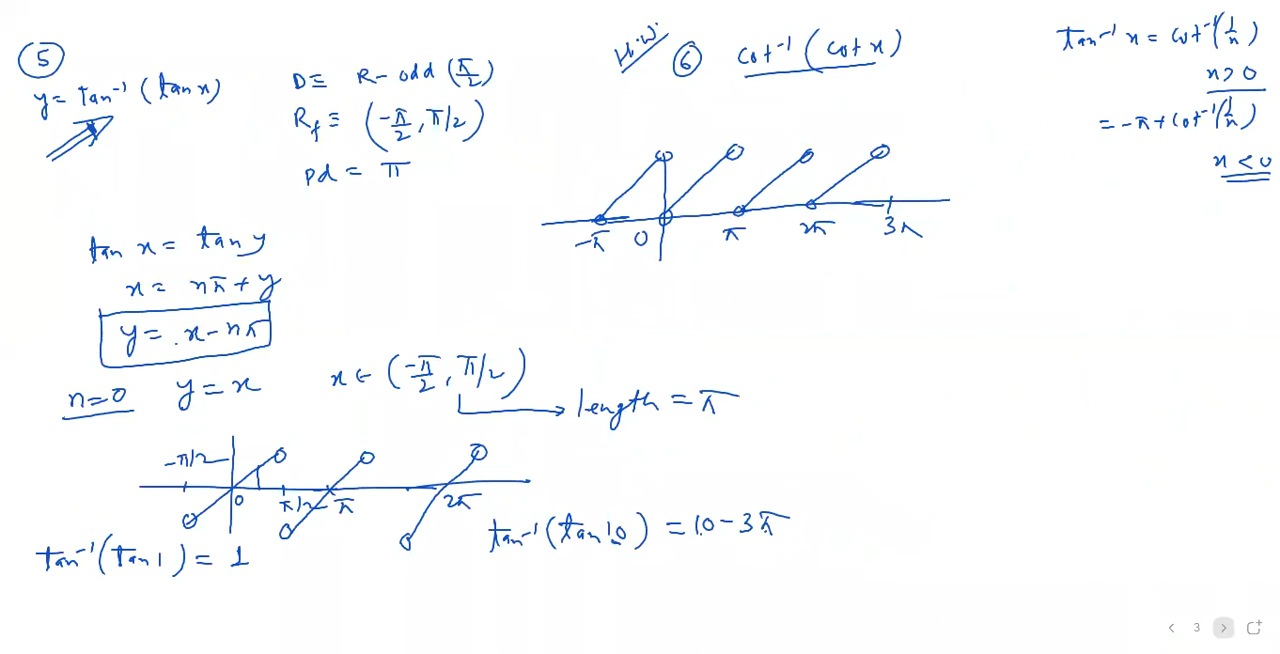 ⑤
y = tan⁻¹ (tan x)
D ≡ R - odd (π/2)
R_f ≡ (-π/2, π/2)
pd = π
tan x = tan y
x = nπ + y
y = x - nπ
n=0 y = x x ∈ (-π/2, π/2)
length = π
-π/2 0 π/2 π 2π
tan⁻¹(tan 1) = 1
tan⁻¹(tan 10) = 10 - 3π
H.W.
⑥ cot⁻¹ (cot x)
-π 0 π 2π 3π
tan⁻¹ x = cot⁻¹(1/x)
x > 0
= -π + cot⁻¹(1/x)
x < 0
3